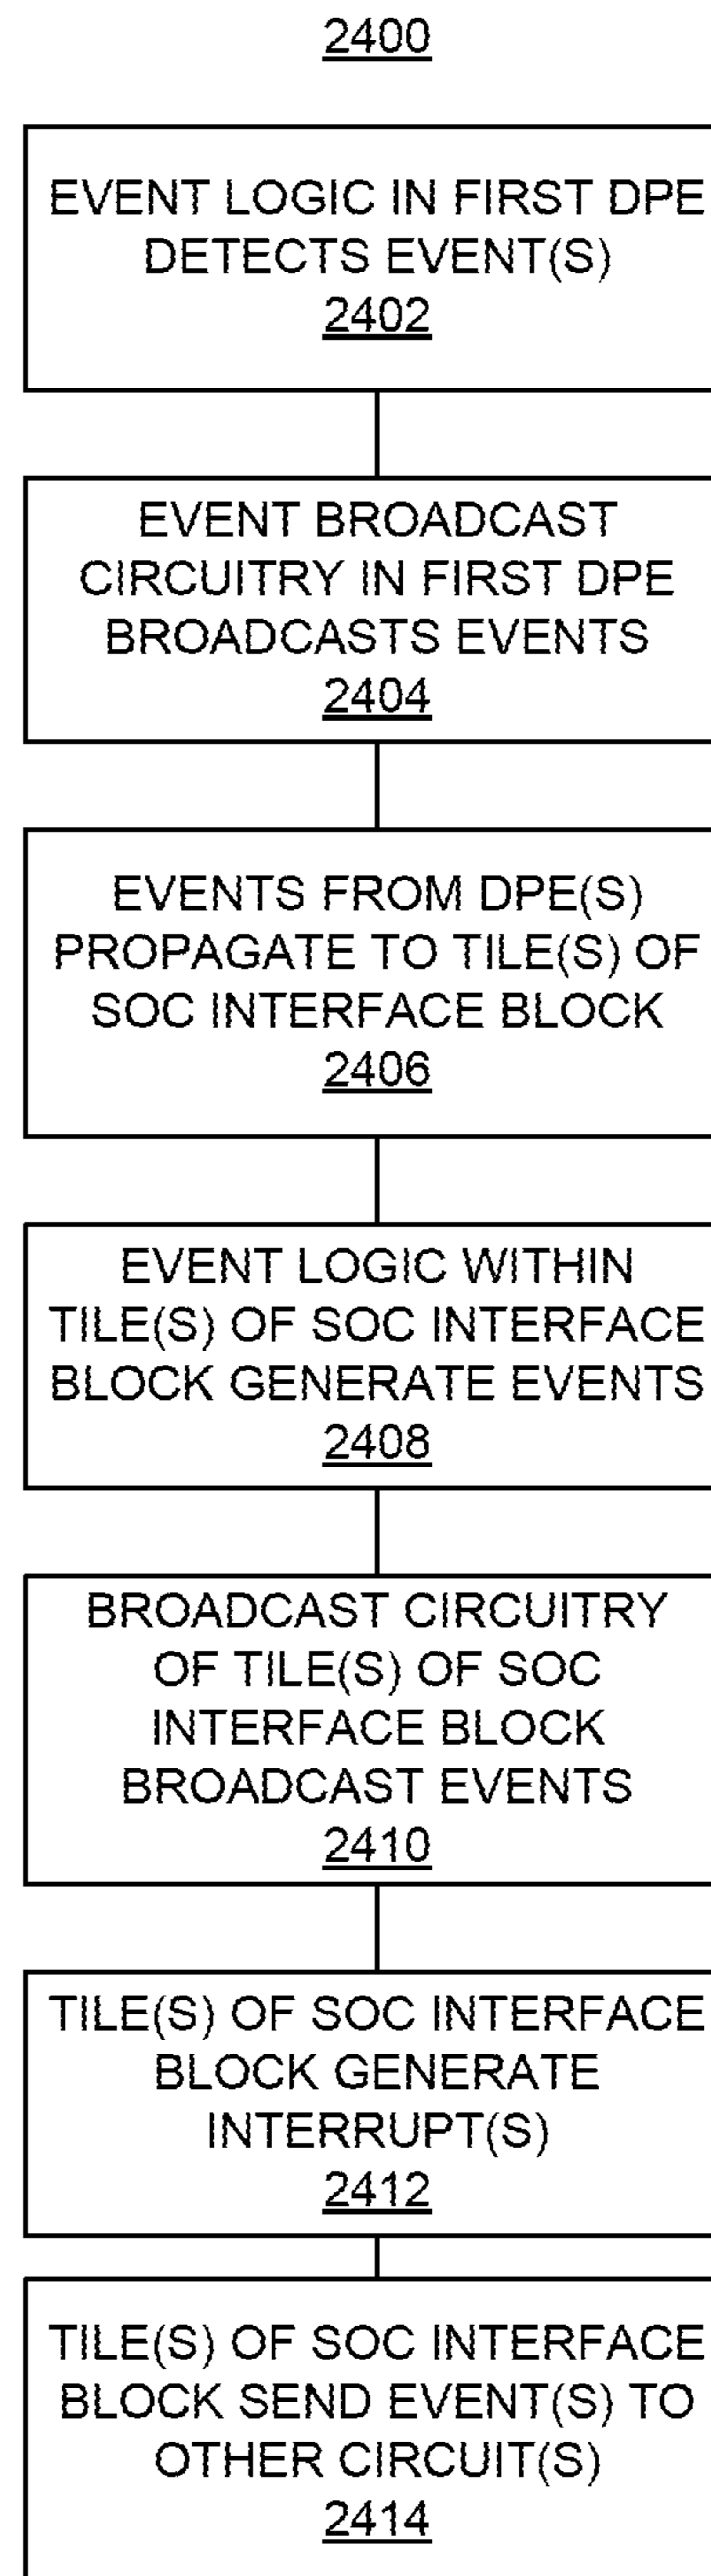 2400
EVENT LOGIC IN FIRST DPE
DETECTS EVENT(S)
2402
EVENT BROADCAST
CIRCUITRY IN FIRST DPE
BROADCASTS EVENTS
2404
EVENTS FROM DPE(S)
PROPAGATE TO TILE(S) OF
SOC INTERFACE BLOCK
2406
EVENT LOGIC WITHIN
TILE(S) OF SOC INTERFACE
BLOCK GENERATE EVENTS
2408
BROADCAST CIRCUITRY
OF TILE(S) OF SOC
INTERFACE BLOCK
BROADCAST EVENTS
2410
TILE(S) OF SOC INTERFACE
BLOCK GENERATE
INTERRUPT(S)
2412
TILE(S) OF SOC INTERFACE
BLOCK SEND EVENT(S) TO
OTHER CIRCUIT(S)
2414